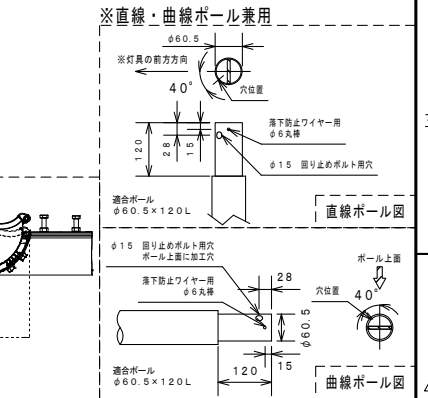 ※直線・曲線ポール兼用
φ60.5
※灯具の前方方向
40°
穴位置
落下防止ワイヤー用
φ6丸棒
120
28
15
φ15 回り止めボルト用穴
適合ポール
φ60.5×120L
直線ポール図
φ15 回り止めボルト用穴
ポール上面に加工穴
落下防止ワイヤー用
φ6丸棒
28
ポール上面
穴位置
40°
φ60.5
15
120
適合ポール
φ60.5×120L
曲線ポール図